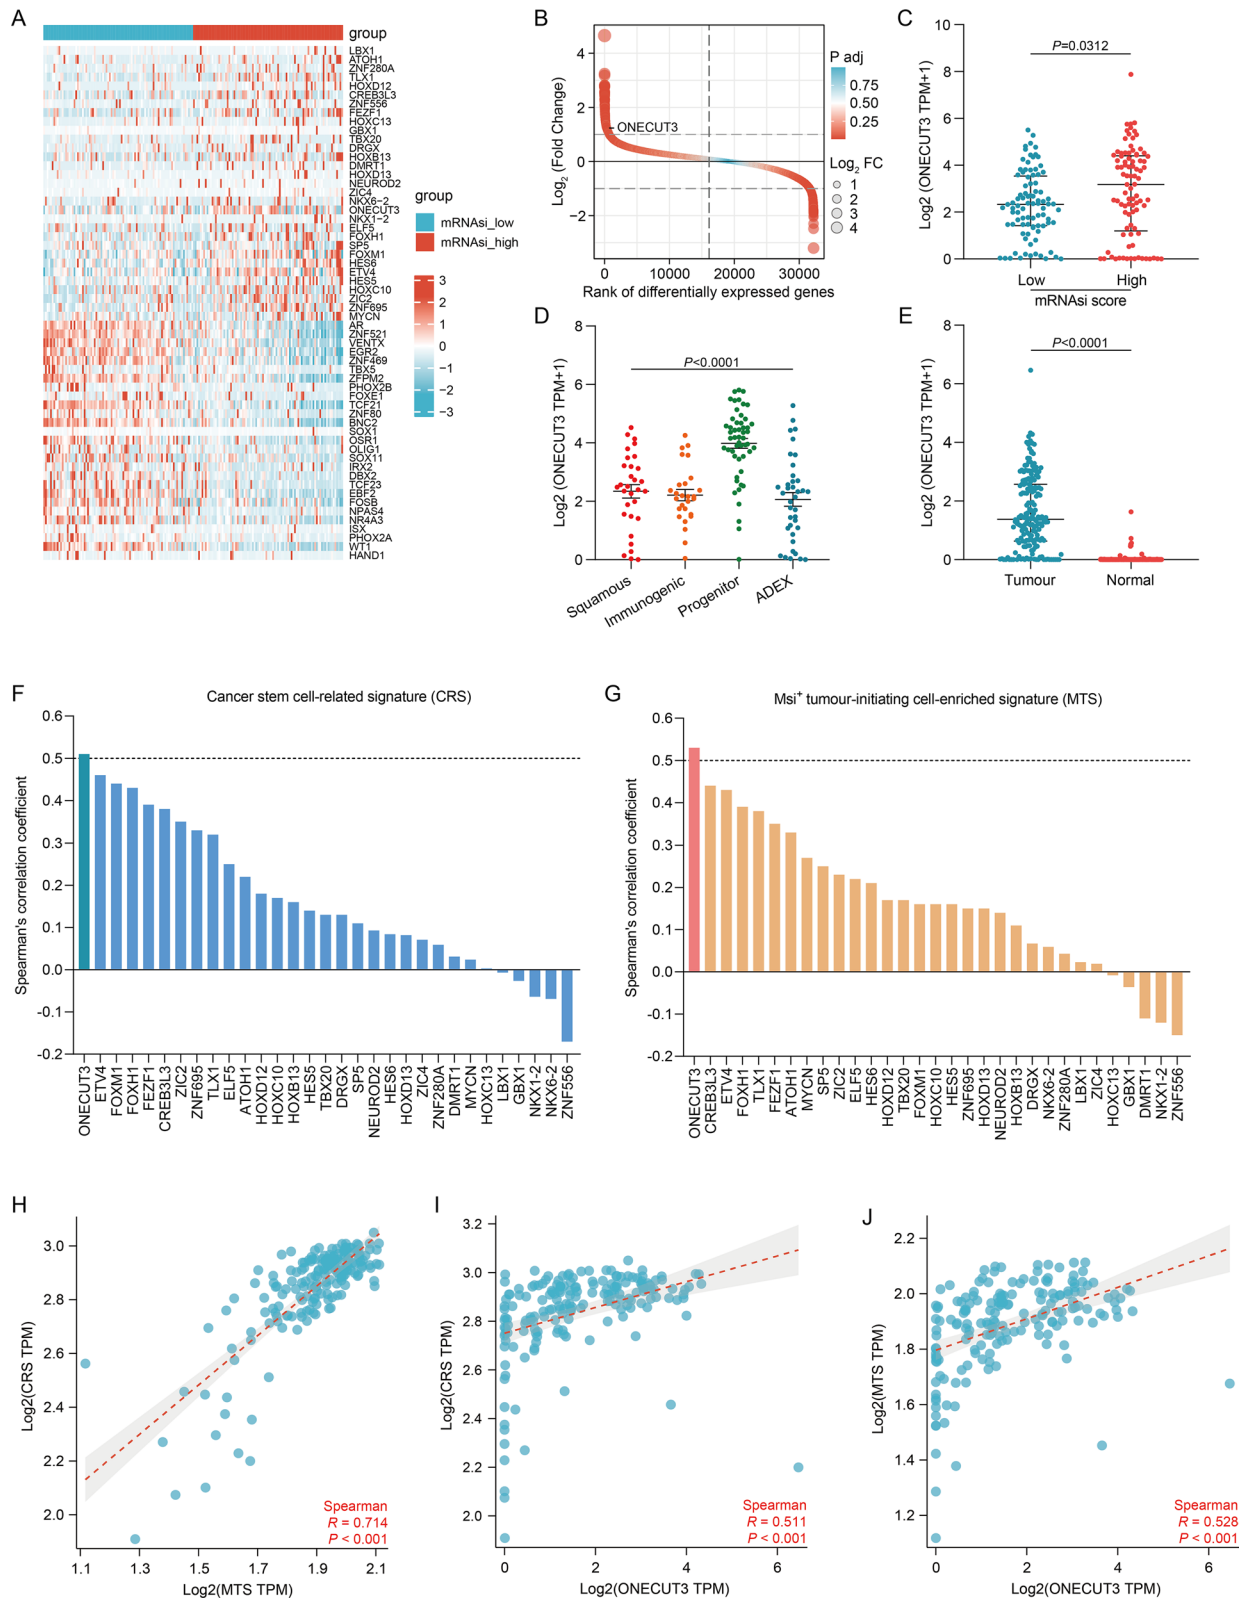 A
group
LBX1
ATOH1
ZNF280A
TLX1
HOXD12
CREB3L3
ZNF556
FEZF1
HOXC13
GBX1
TBX20
DRGX
HOXB13
DMRT1
HOXD13
NEUROD2
ZIC4
NKX6-2
ONECUT3
NKX1-2
ELF5
FOXH1
SP5
FOXM1
HES6
ETV4
HES5
HOXC10
ZIC2
ZNF695
MYCN
AR
ZNF521
VENTX
EGR2
ZNF469
TBX5
ZFPM2
PHOX2B
FOXE1
TCF21
ZNF80
BNC2
SOX1
OSR1
OLIG1
SOX11
IRX2
DBX2
TCF23
EBF2
FOSB
NPAS4
NR4A3
ISX
PHOX2A
WT1
HAND1
group
mRNAsi_low
mRNAsi_high
3
2
1
0
−1
−2
−3
B
Log2 (Fold Change)
4
2
0
−2
ONECUT3
0
10000
20000
30000
Rank of differentially expressed genes
P adj
0.75
0.50
0.25
Log2 FC
1
2
3
4
C
Log2 (ONECUT3 TPM+1)
10
8
6
4
2
0
P=0.0312
Low
High
mRNAsi score
D
Log2 (ONECUT3 TPM+1)
8
6
4
2
0
P<0.0001
Squamous
Immunogenic
Progenitor
ADEX
E
Log2 (ONECUT3 TPM+1)
8
6
4
2
0
P<0.0001
Tumour
Normal
F
Cancer stem cell-related signature (CRS)
Spearman's correlation coefficient
0.6
0.5
0.4
0.3
0.2
0.1
0.0
-0.1
-0.2
ONECUT3
ETV4
FOXM1
FOXH1
FEZF1
CREB3L3
ZIC2
ZNF695
TLX1
ELF5
ATOH1
HOXD12
HOXC10
HOXB13
HES5
TBX20
DRGX
SP5
NEUROD2
HES6
HOXD13
ZIC4
ZNF280A
DMRT1
MYCN
HOXC13
LBX1
GBX1
NKX1-2
NKX6-2
ZNF556
G
Msi+ tumour-initiating cell-enriched signature (MTS)
Spearman's correlation coefficient
0.6
0.5
0.4
0.3
0.2
0.1
0.0
-0.1
-0.2
ONECUT3
CREB3L3
ETV4
FOXH1
TLX1
FEZF1
ATOH1
MYCN
SP5
ZIC2
ELF5
HES6
HOXD12
TBX20
FOXM1
HOXC10
HES5
ZNF695
HOXD13
NEUROD2
HOXB13
DRGX
NKX6-2
ZNF280A
LBX1
ZIC4
HOXC13
GBX1
DMRT1
NKX1-2
ZNF556
H
Log2(CRS TPM)
3.0
2.8
2.6
2.4
2.2
2.0
Spearman
R = 0.714
P < 0.001
1.1
1.3
1.5
1.7
1.9
2.1
Log2(MTS TPM)
I
Log2(CRS TPM)
3.2
3.0
2.8
2.6
2.4
2.2
2.0
Spearman
R = 0.511
P < 0.001
0
2
4
6
Log2(ONECUT3 TPM)
J
Log2(MTS TPM)
2.2
2.0
1.8
1.6
1.4
1.2
Spearman
R = 0.528
P < 0.001
0
2
4
6
Log2(ONECUT3 TPM)